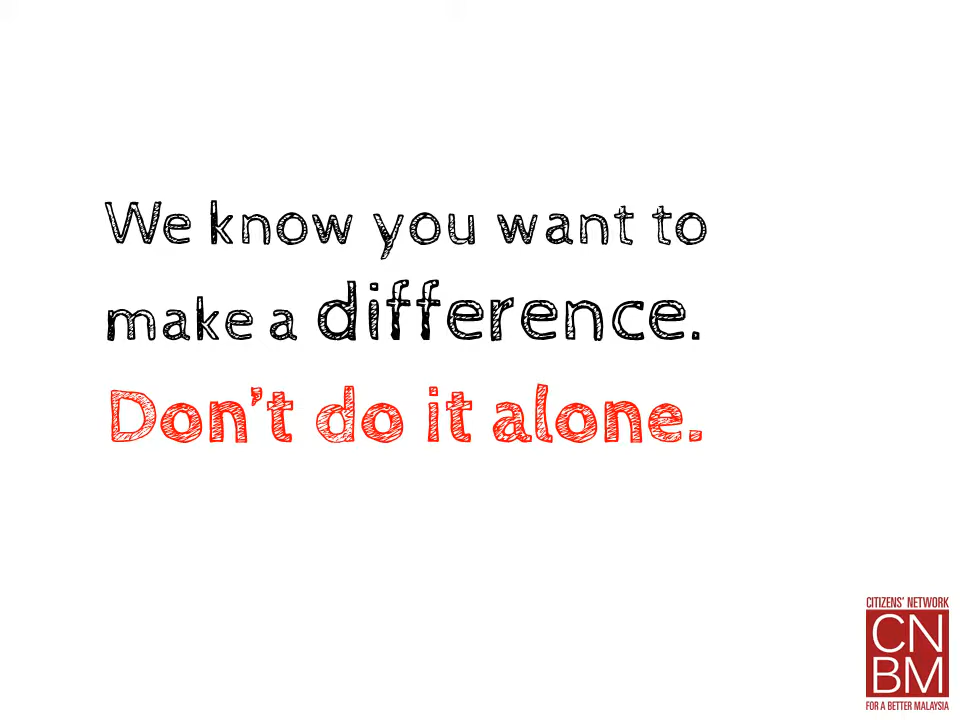 We know you want to
make a difference.
Don't do it alone.
CITIZENS' NETWORK
CN
BM
FOR A BETTER MALAYSIA